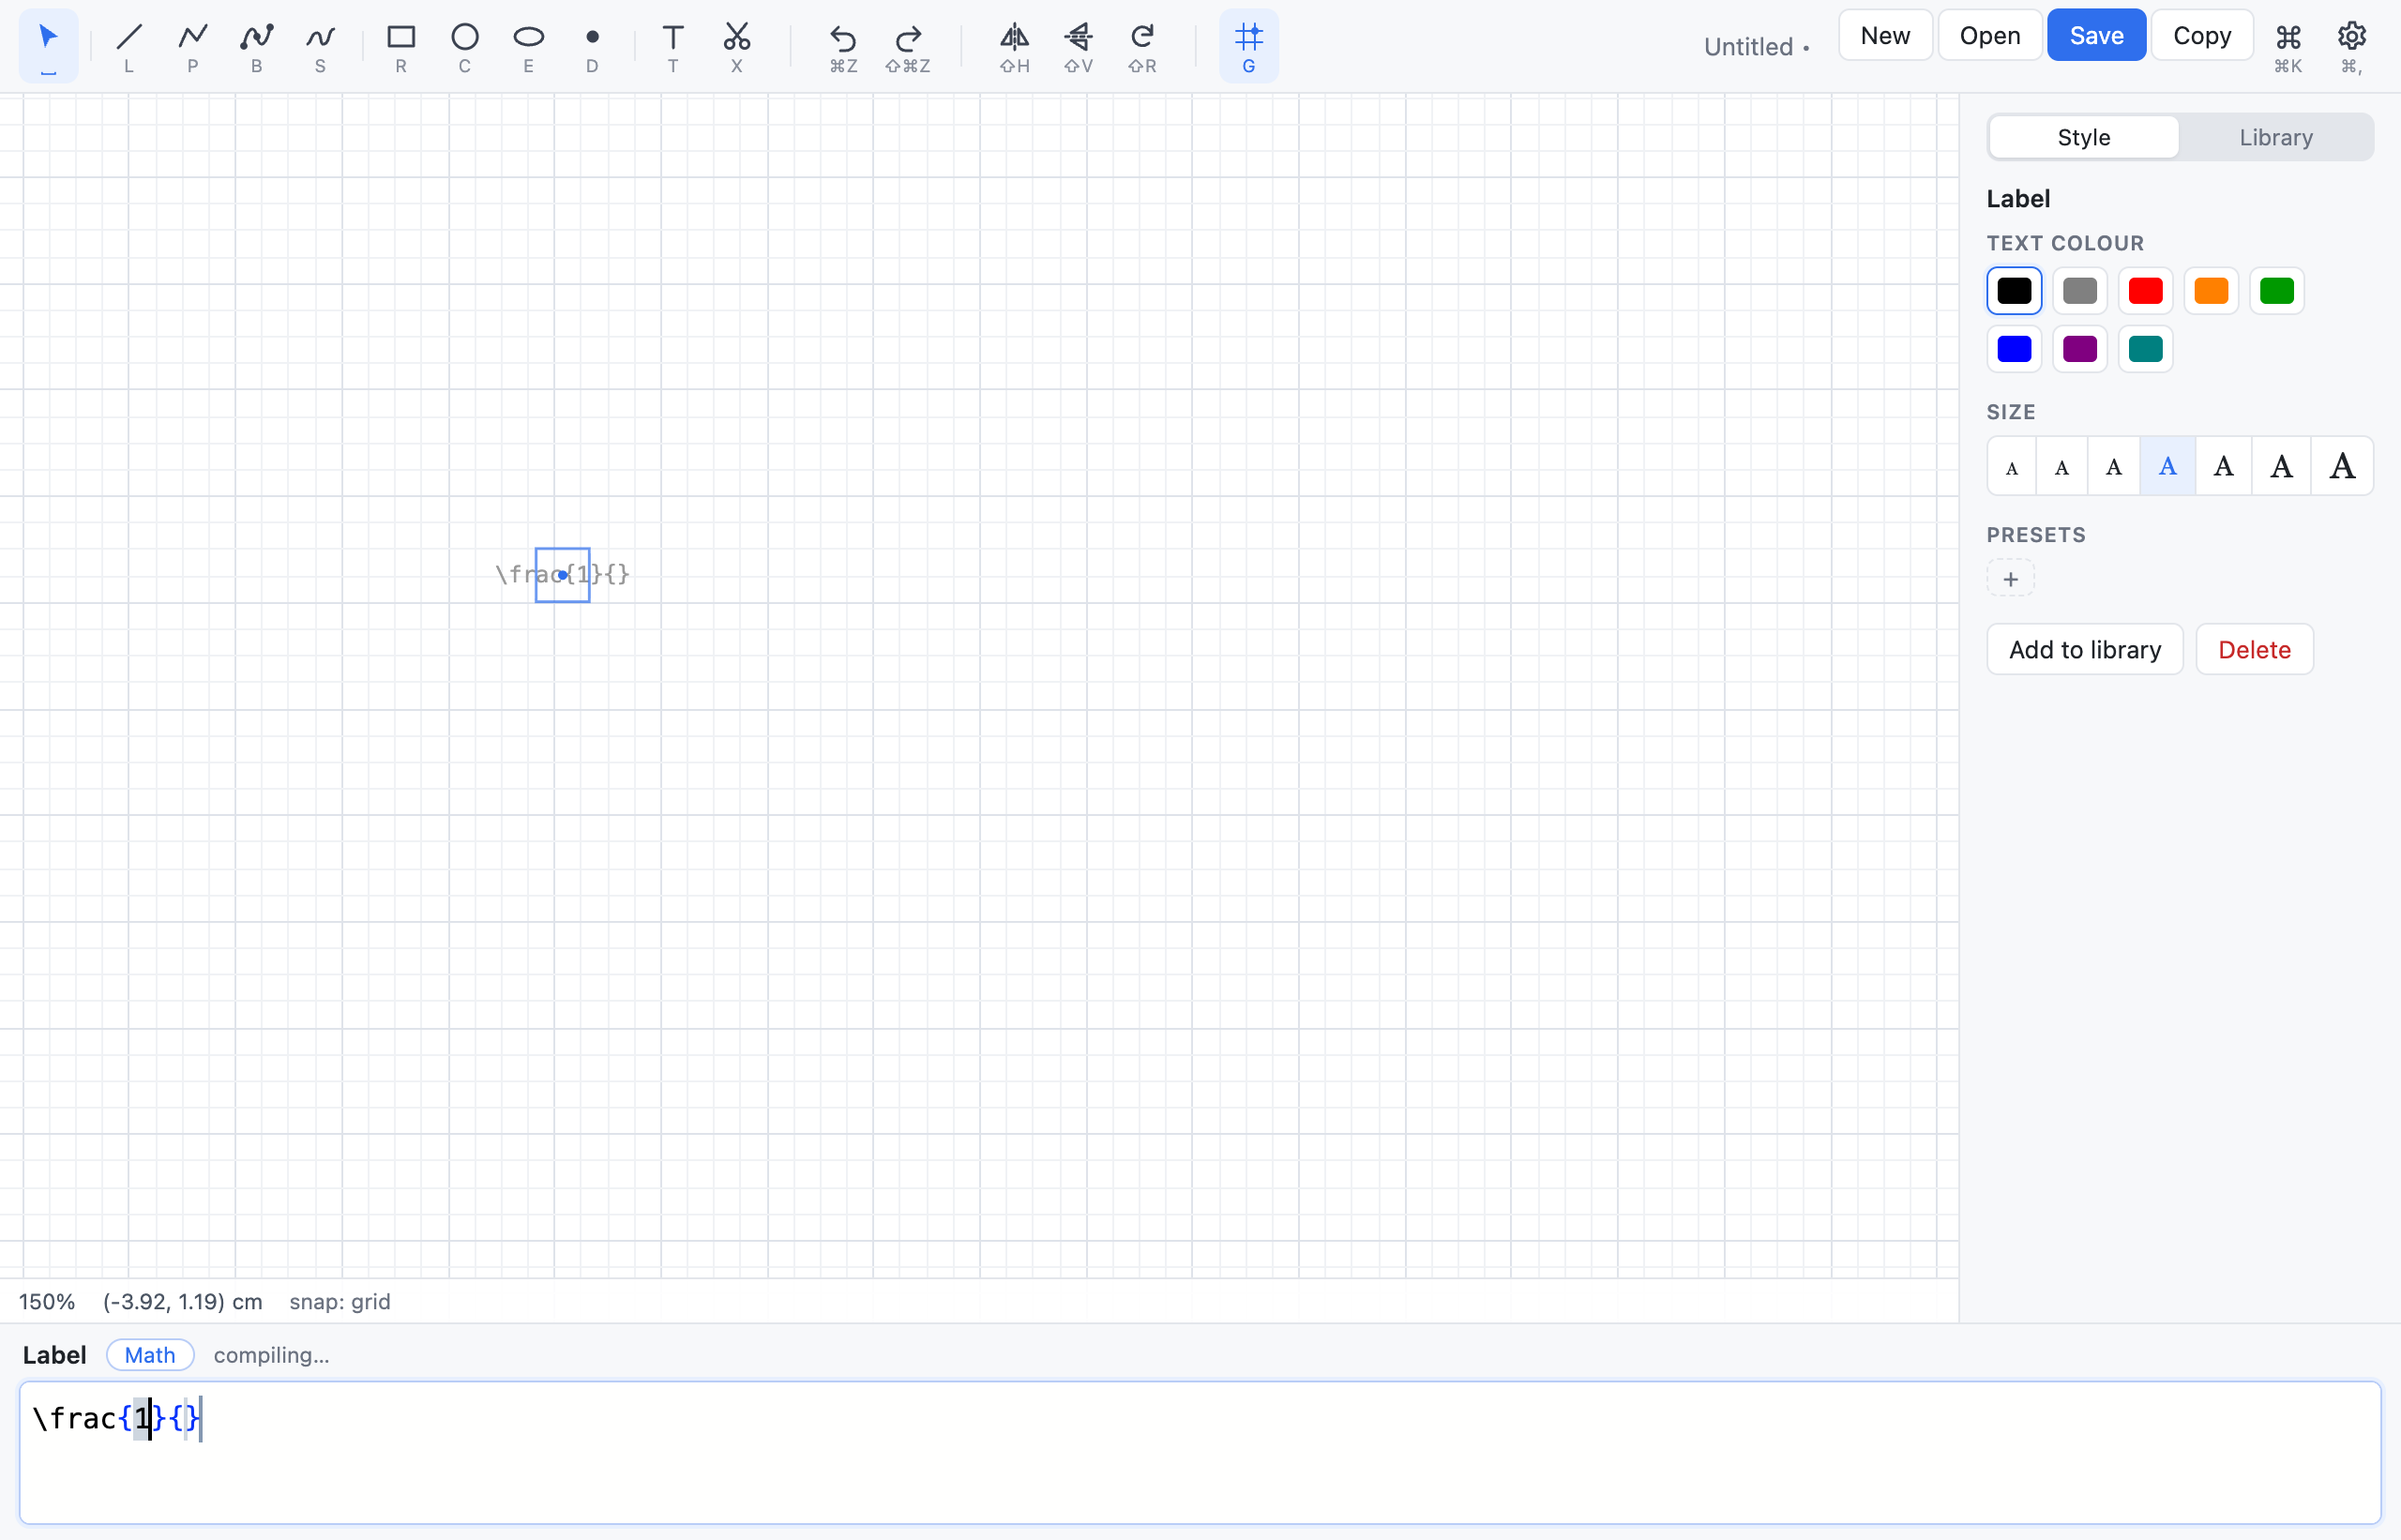 L P B S R C E D T X ⌘Z ⇧⌘Z ⇧H ⇧V ⇧R G Untitled • New Open Save Copy ⌘K ⌘,
Style Library
Label
TEXT COLOUR
SIZE
A A A A A A A
PRESETS
+
Add to library Delete
\frac{1}{}
150% (-3.92, 1.19) cm snap: grid
Label Math compiling…
\frac{1}{}